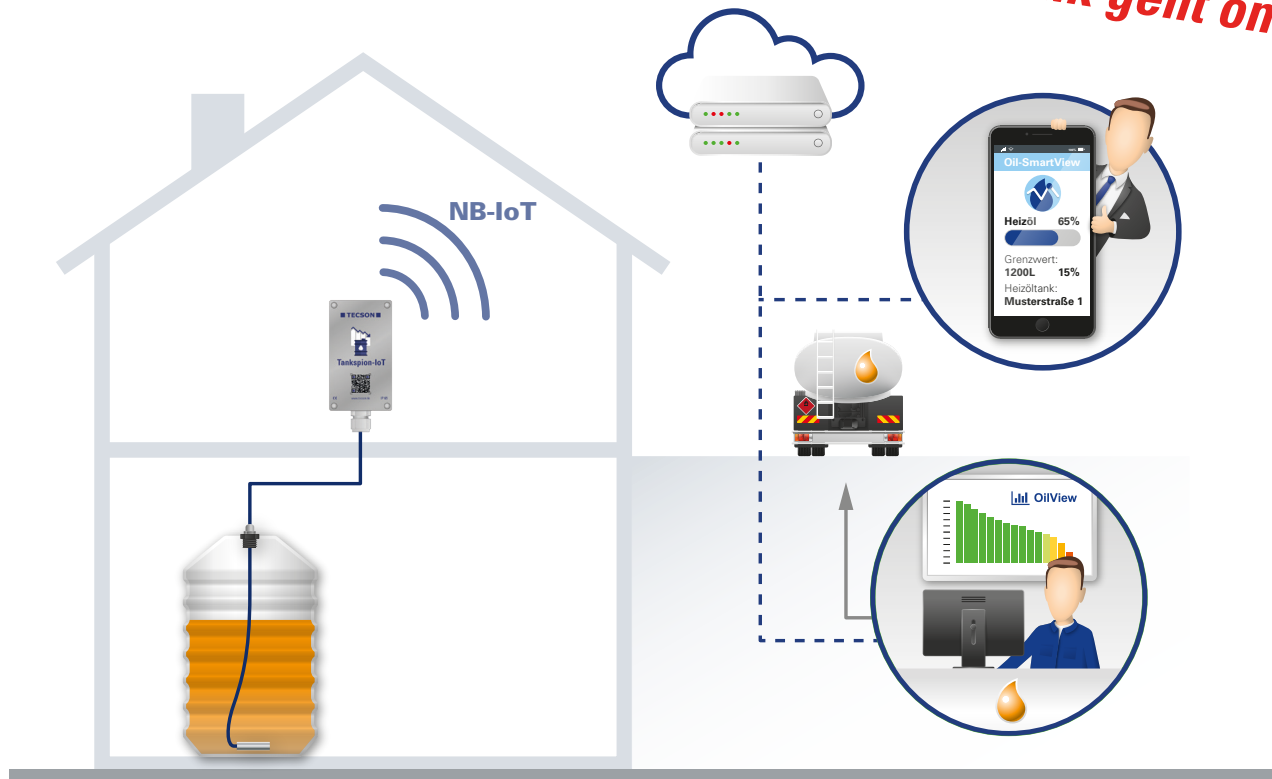 geht on
NB-IoT
TECSON
Tankspion-IoT
Oil-SmartView
Heizöl 65%
Grenzwert:
1200L 15%
Heizöltank:
Musterstraße 1
OilView